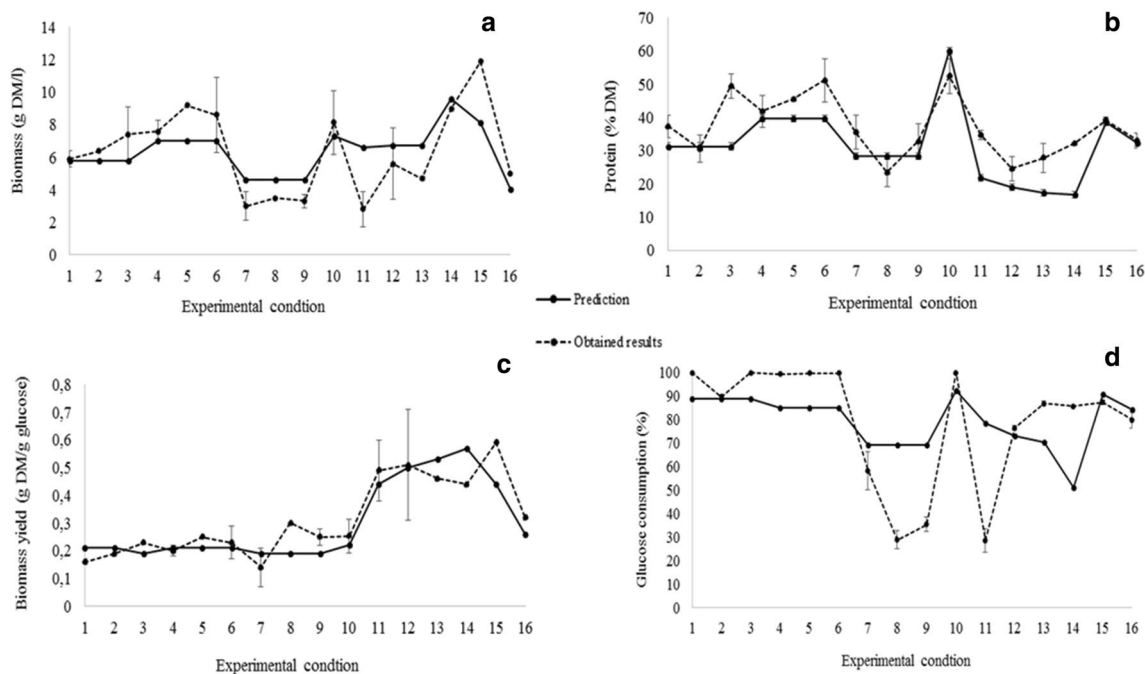 a
Biomass (g DM/l)
14
12
10
8
6
4
2
0
1 2 3 4 5 6 7 8 9 10 11 12 13 14 15 16
Experimental condtion
b
Protein (% DM)
70
60
50
40
30
20
10
0
1 2 3 4 5 6 7 8 9 10 11 12 13 14 15 16
Experimental condtion
Prediction
Obtained results
c
Biomass yield (g DM/g glucose)
0,8
0,7
0,6
0,5
0,4
0,3
0,2
0,1
0
1 2 3 4 5 6 7 8 9 10 11 12 13 14 15 16
Experimental condtion
d
Glucose consumption (%)
100
90
80
70
60
50
40
30
20
10
0
1 2 3 4 5 6 7 8 9 10 11 12 13 14 15 16
Experimental condtion